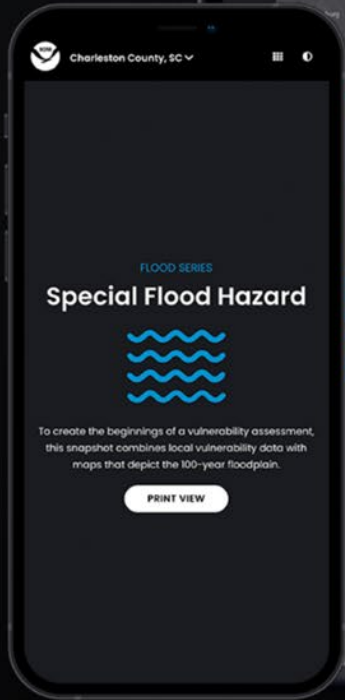 Charleston County, SC
FLOOD SERIES
Special Flood Hazard
To create the beginnings of a vulnerability assessment,
this snapshot combines local vulnerability data with
maps that depict the 100-year floodplain.
PRINT VIEW